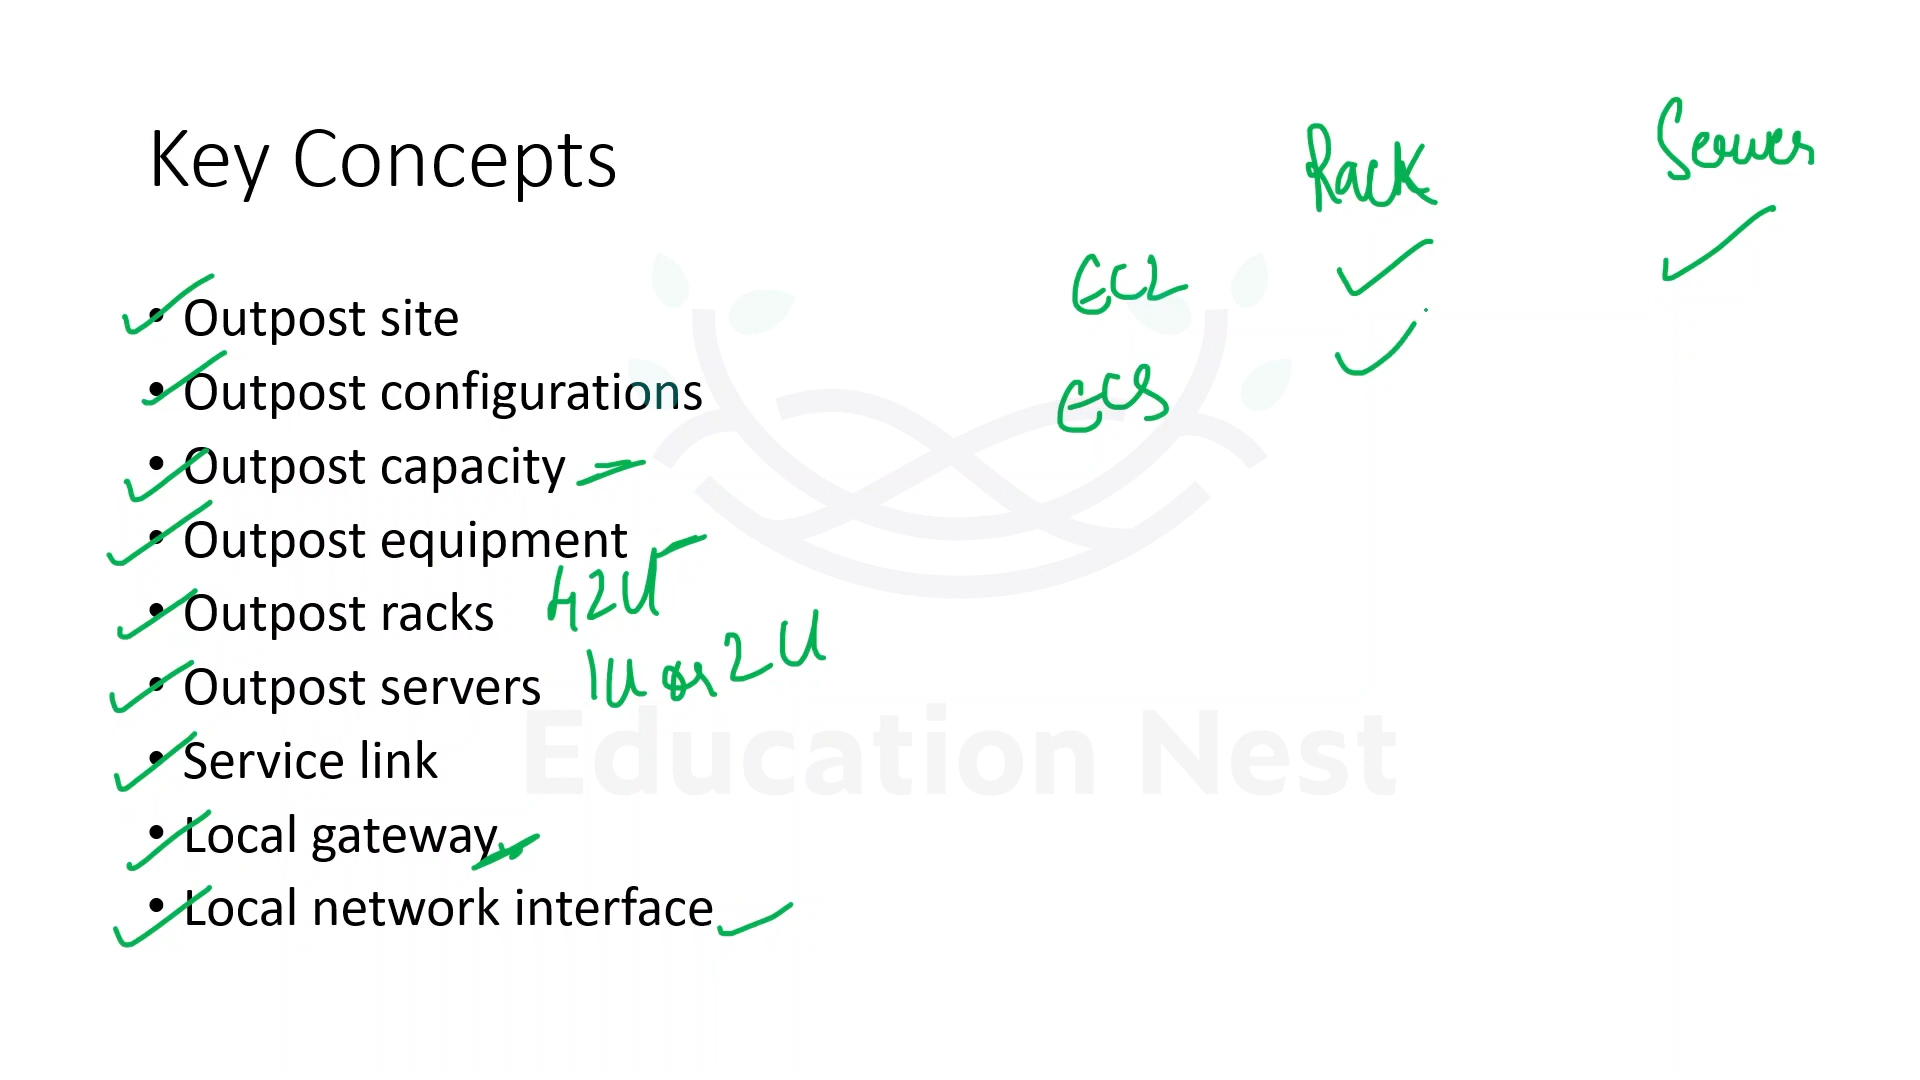 Key Concepts
Rack
Server
EC2
ECS
• Outpost site
• Outpost configurations
• Outpost capacity
• Outpost equipment
• Outpost racks 42U
• Outpost servers 1U or 2U
• Service link
• Local gateway
• Local network interface
Education Nest